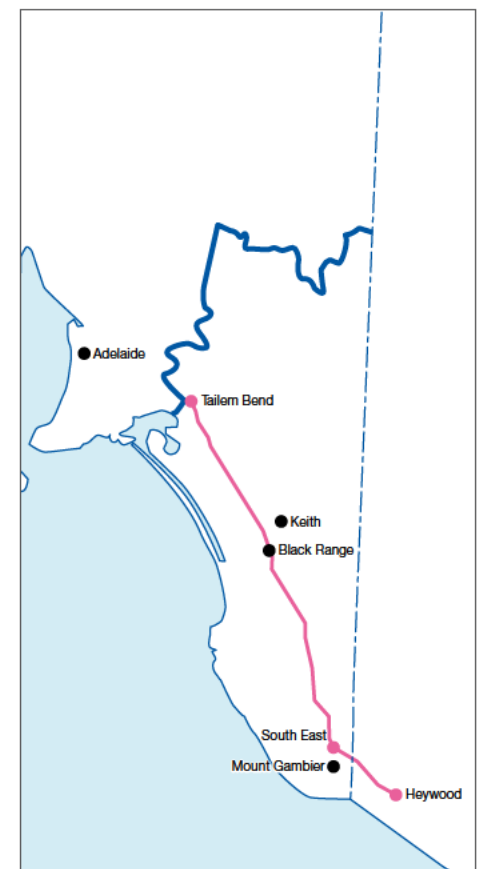 Adelaide
Tailem Bend
Keith
Black Range
South East
Mount Gambier
Heywood